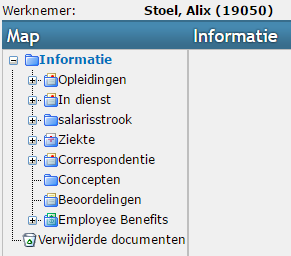 Werknemer: Stoel, Alix (19050)
Map Informatie
Informatie
Opleidingen
In dienst
salarisstrook
Ziekte
Correspondentie
Concepten
Beoordelingen
Employee Benefits
Verwijderde documenten